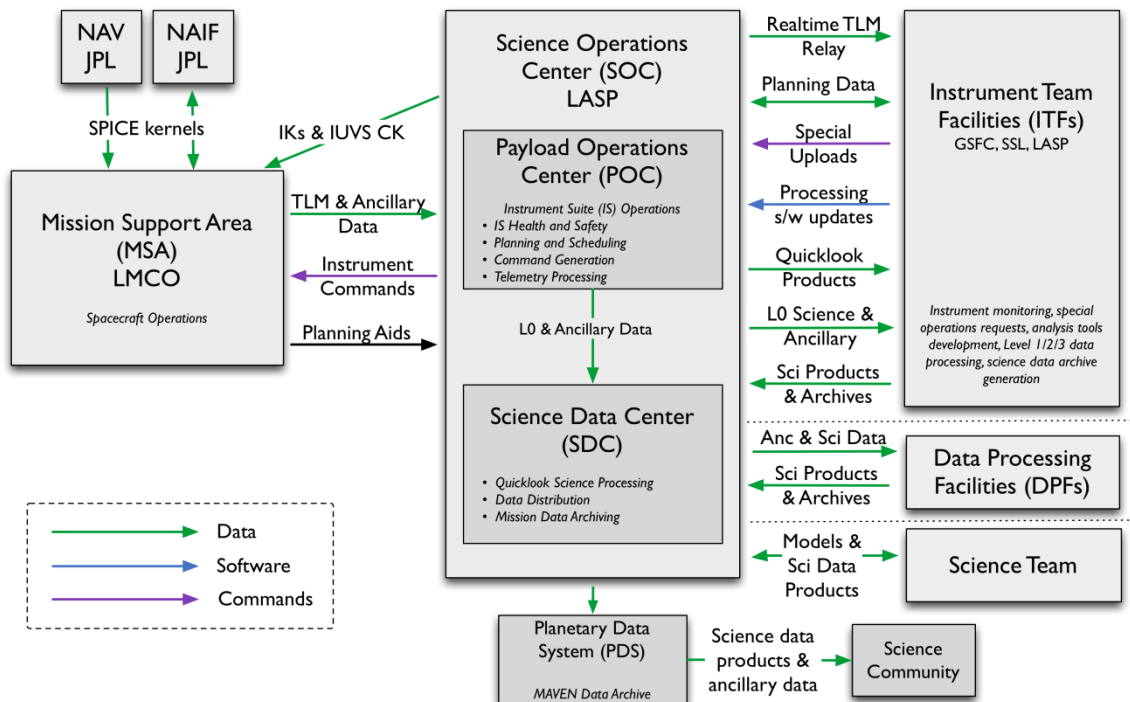 NAV
JPL
NAIF
JPL
SPICE kernels
IKs & IUVS CK
Mission Support Area
(MSA)
LMCO
Spacecraft Operations
TLM & Ancillary
Data
Instrument
Commands
Planning Aids
Science Operations
Center (SOC)
LASP
Payload Operations
Center (POC)
Instrument Suite (IS) Operations
• IS Health and Safety
• Planning and Scheduling
• Command Generation
• Telemetry Processing
L0 & Ancillary Data
Science Data Center
(SDC)
• Quicklook Science Processing
• Data Distribution
• Mission Data Archiving
Realtime TLM
Relay
Planning Data
Special
Uploads
Processing
s/w updates
Quicklook
Products
L0 Science &
Ancillary
Sci Products
& Archives
Instrument Team
Facilities (ITFs)
GSFC, SSL, LASP
Instrument monitoring, special
operations requests, analysis tools
development, Level 1/2/3 data
processing, science data archive
generation
Anc & Sci Data
Sci Products
& Archives
Data Processing
Facilities (DPFs)
Models &
Sci Data
Products
Science Team
Data
Software
Commands
Planetary Data
System (PDS)
MAVEN Data Archive
Science data
products &
ancillary data
Science
Community